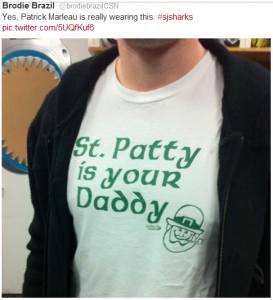 Brodie Brazil @brodiebrazilCSN
Yes, Patrick Marleau is really wearing this. #sjsharks
pic.twitter.com/5UQfKuf6
St. Patty
is your
Daddy